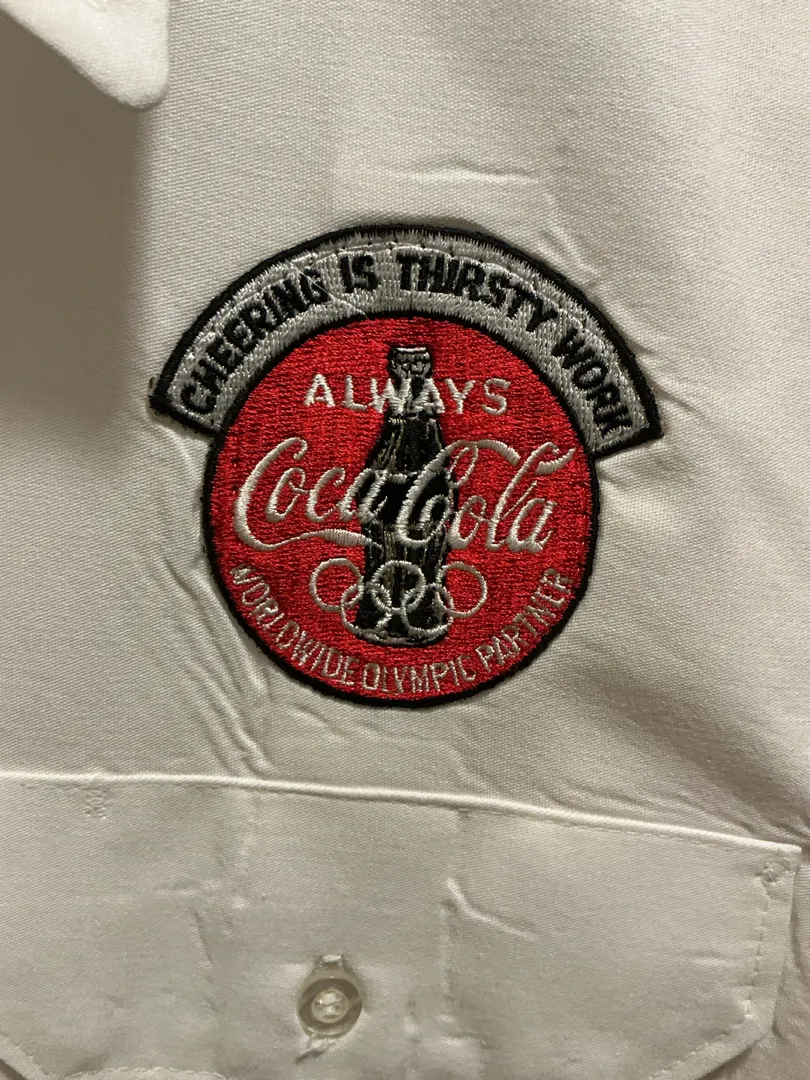 CHEERING IS THIRSTY WORK
ALWAYS
Coca-Cola
WORLDWIDE OLYMPIC PARTNER